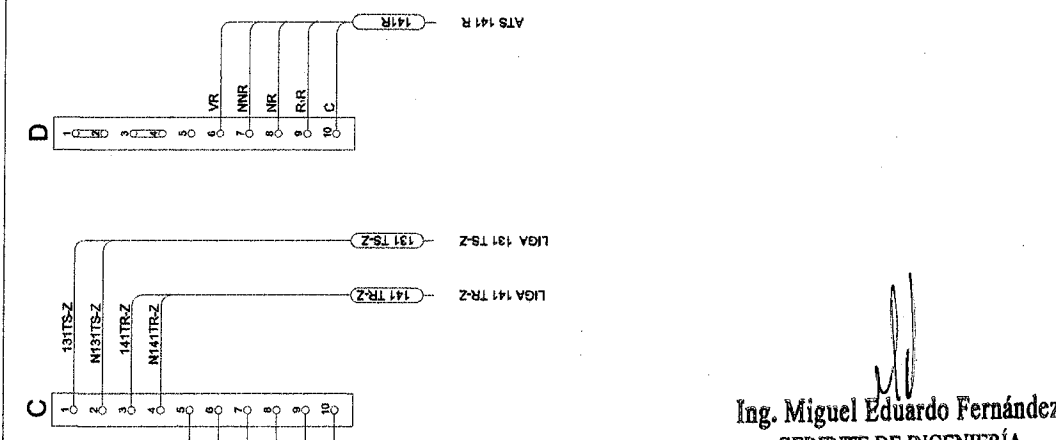 D
1
2
3
4
5
6
7
8
9
10
VR
NNR
NR
R-R
C
141R
ATS 141 R
C
1
2
3
4
5
6
7
8
9
10
131TS-Z
N131TS-Z
141TR-Z
N141TR-Z
131 TS-Z
LIGA 131 TS-Z
141 TR-Z
LIGA 141 TR-Z
Ing. Miguel Eduardo Fernández